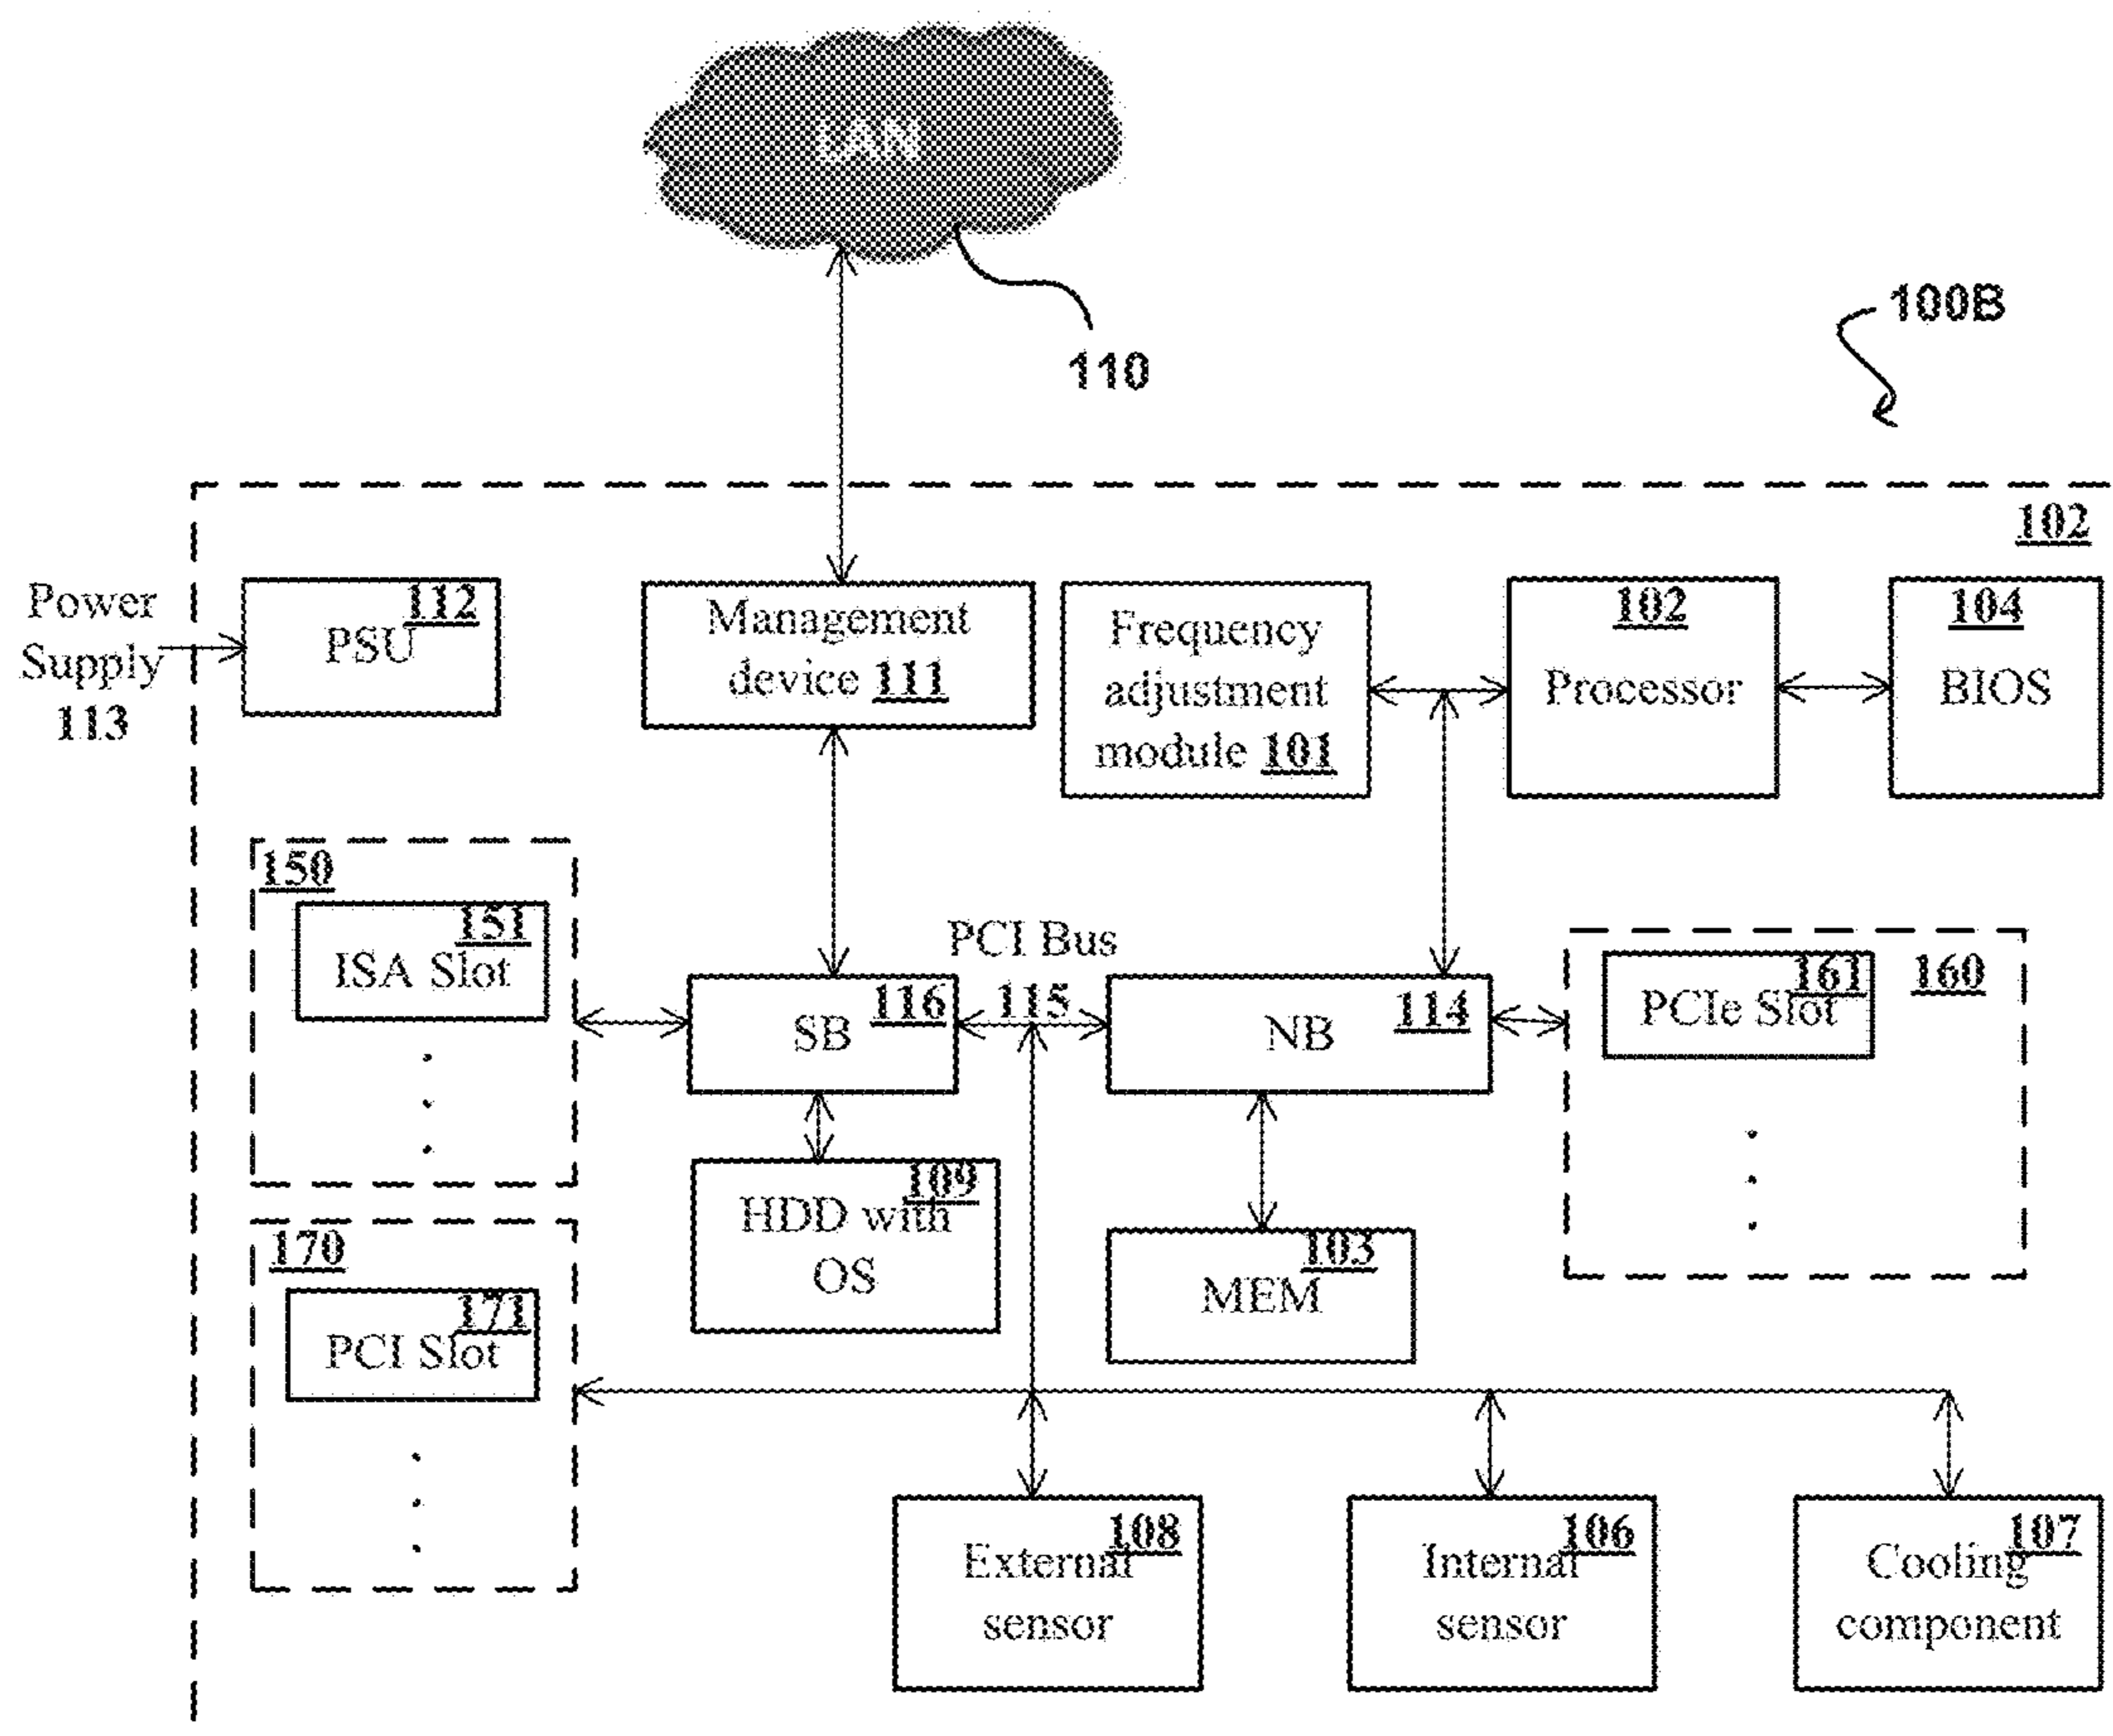 LAN
110
100B
102
Power
Supply
113
112
PSU
Management
device 111
Frequency
adjustment
module 101
102
Processor
104
BIOS
150
151
ISA Slot
PCI Bus
115
116
SB
114
NB
161
160
PCIe Slot
109
HDD with
OS
103
MEM
170
171
PCI Slot
108
External
sensor
106
Internal
sensor
107
Cooling
component